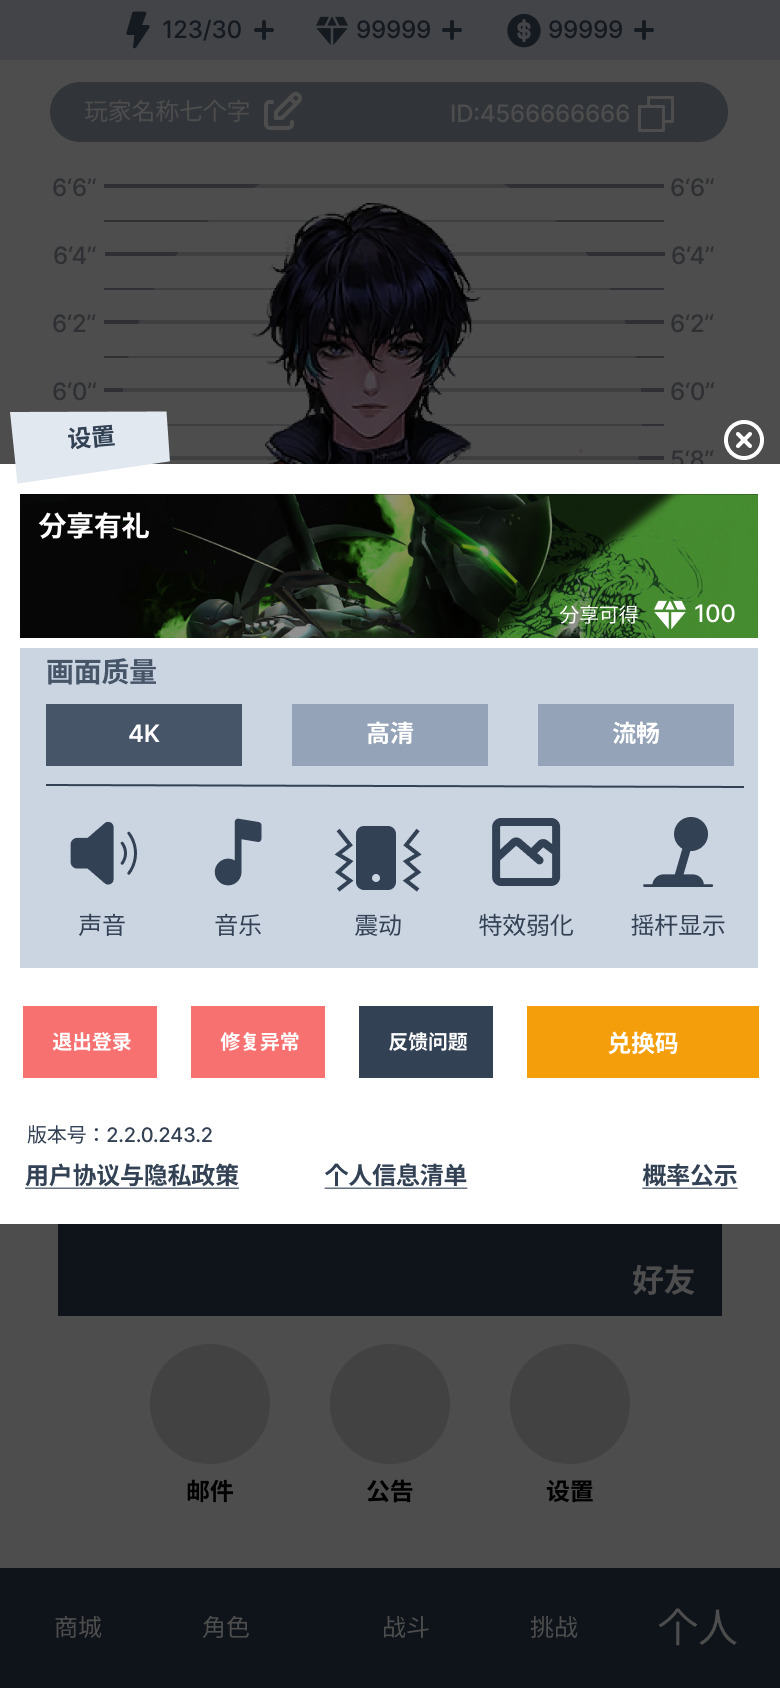 123/30 + 99999 + 99999 +
玩家名称七个字 ID:4566666666
6‘6“ 6‘6“
6‘4“ 6‘4“
6‘2“ 6‘2“
6‘0“ 6‘0“
设置
5‘8“
分享有礼
分享可得 100
画面质量
4K 高清 流畅
声音 音乐 震动 特效弱化 摇杆显示
退出登录 修复异常 反馈问题 兑换码
版本号：2.2.0.243.2
用户协议与隐私政策 个人信息清单 概率公示
好友
邮件 公告 设置
商城 角色 战斗 挑战 个人